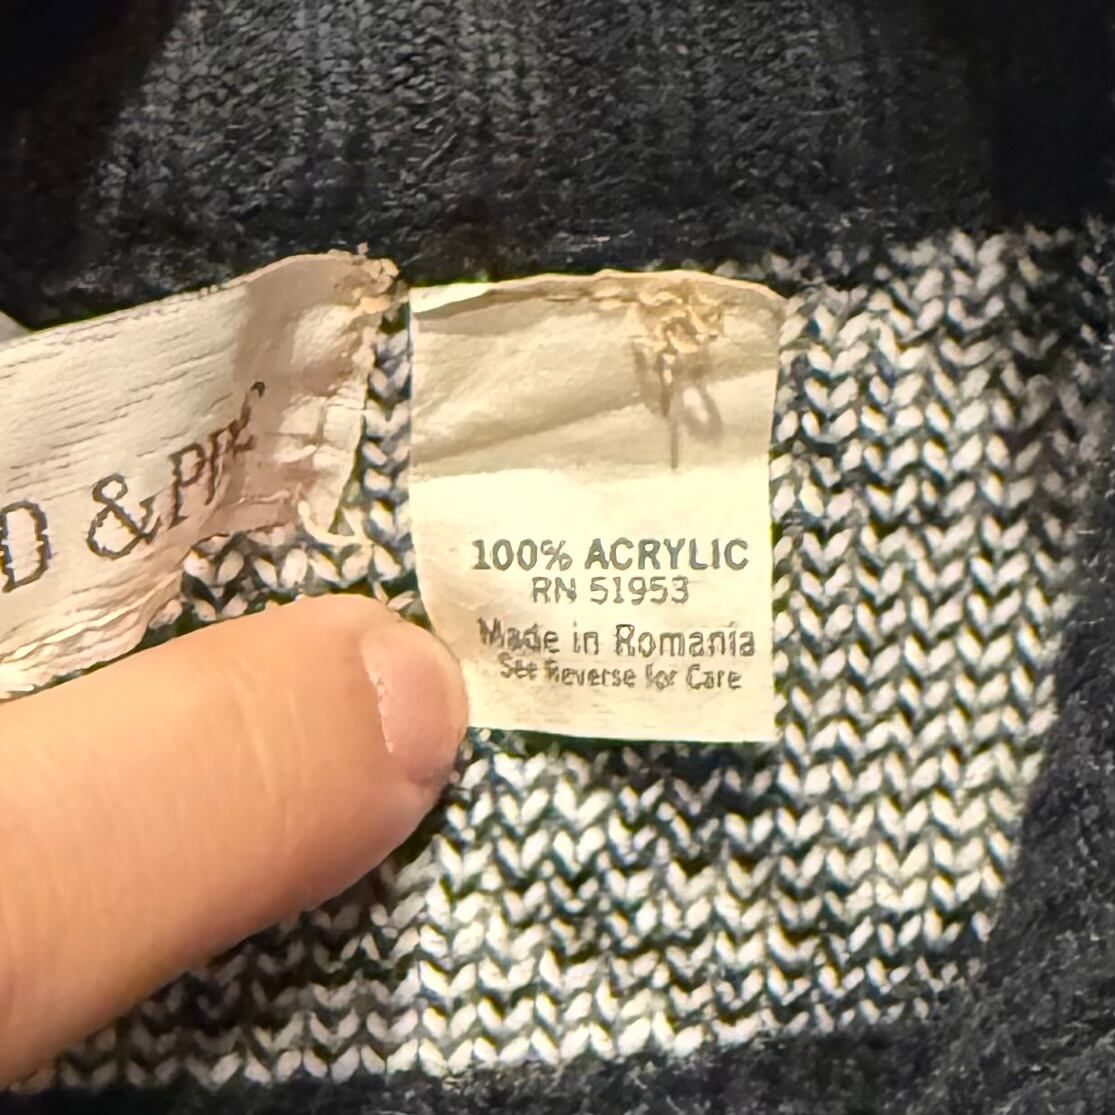 D & 
100% ACRYLIC
RN 51953
Made in Romania
See Reverse for Care